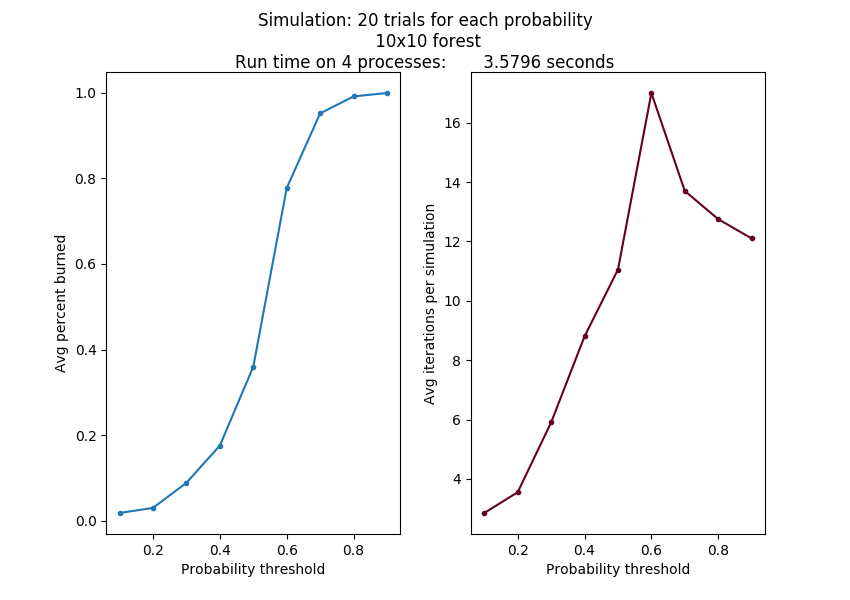 Simulation: 20 trials for each probability
10x10 forest
Run time on 4 processes: 3.5796 seconds
1.0
0.8
0.6
0.4
0.2
0.0
Avg percent burned
0.2 0.4 0.6 0.8
Probability threshold
16
14
12
10
8
6
4
Avg iterations per simulation
0.2 0.4 0.6 0.8
Probability threshold